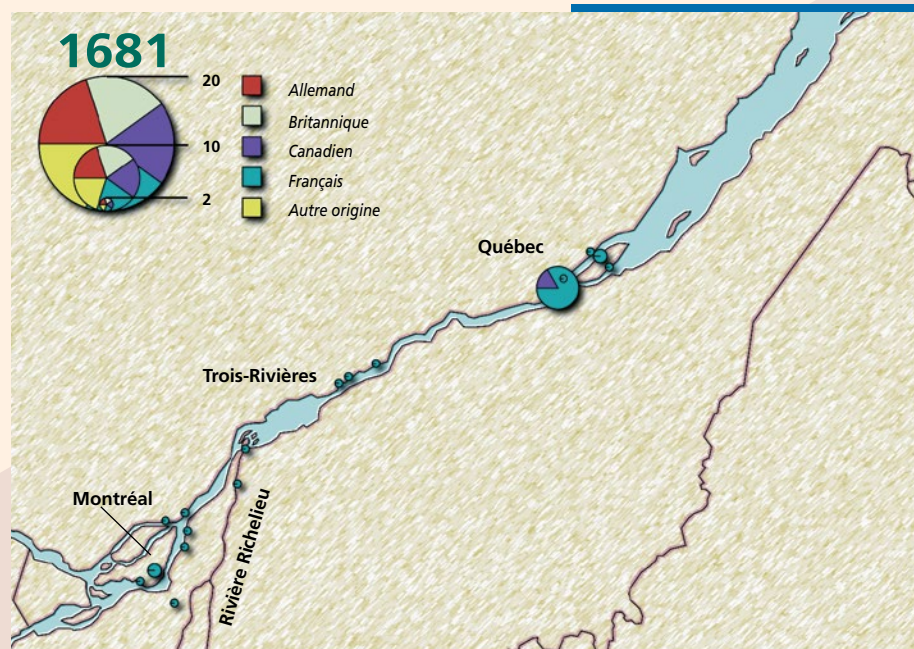 1681
20
10
2
Allemand
Britannique
Canadien
Français
Autre origine
Québec
Trois-Rivières
Montréal
Rivière Richelieu